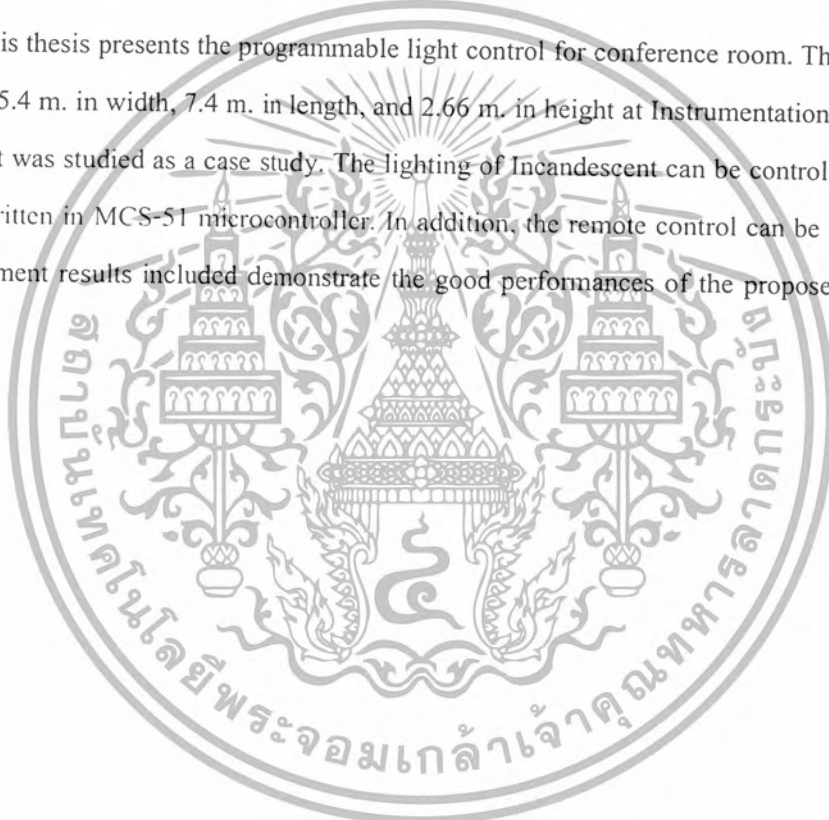 is thesis presents the programmable light control for conference room. Th
5.4 m. in width, 7.4 m. in length, and 2.66 m. in height at Instrumentation
t was studied as a case study. The lighting of Incandescent can be control
ritten in MCS-51 microcontroller. In addition, the remote control can be
ment results included demonstrate the good performances of the propose
สถาบันเทคโนโลยีพระจอมเกล้าเจ้าคุณทหารลาดกระบัง